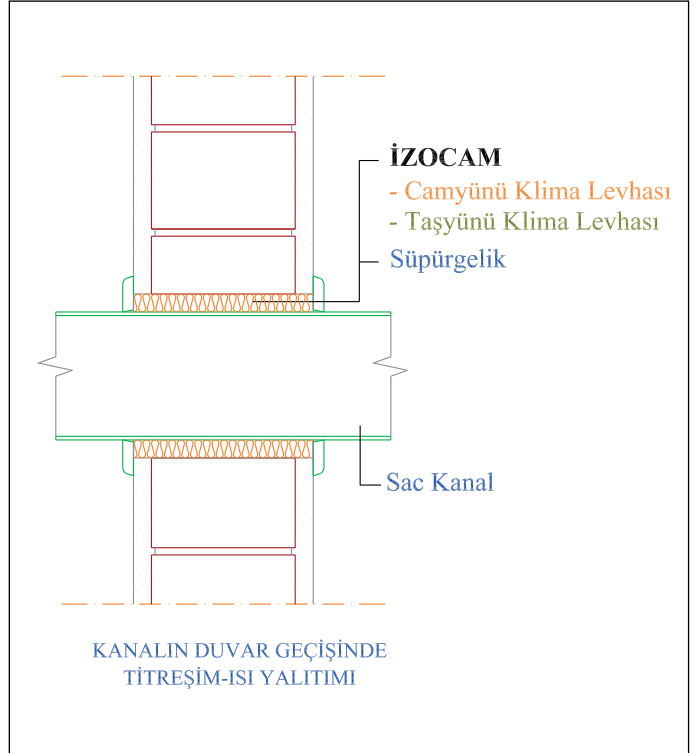 İZOCAM
- Camyünü Klima Levhası
- Taşyünü Klima Levhası
Süpürgelik
Sac Kanal
KANALIN DUVAR GEÇİŞİNDE
TİTREŞİM-ISI YALITIMI